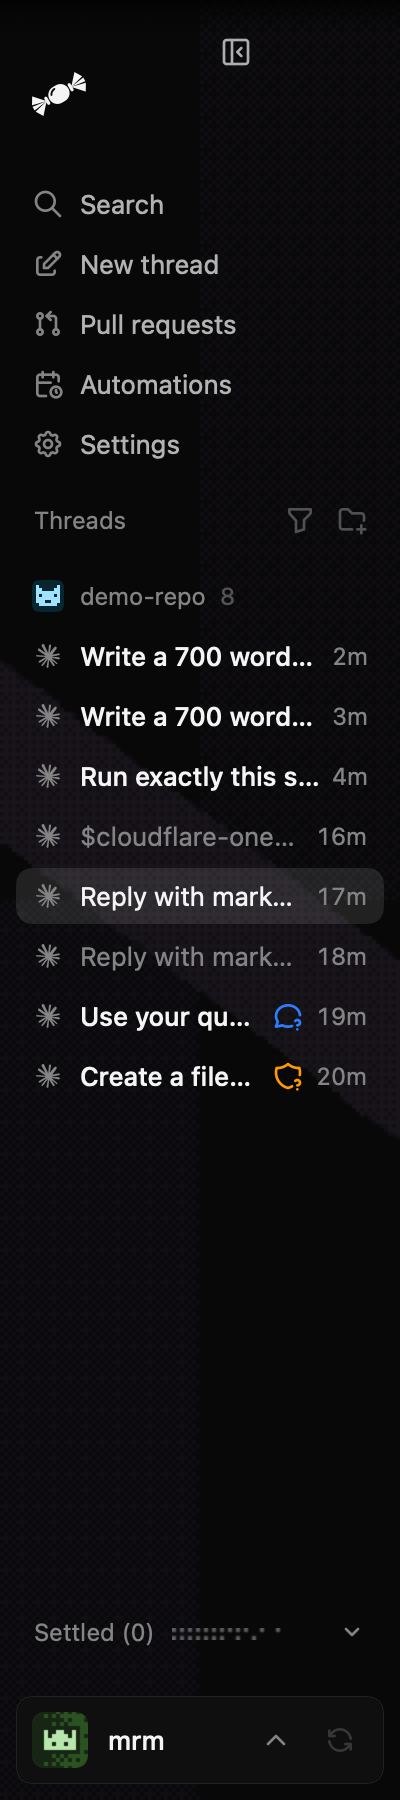 Search
New thread
Pull requests
Automations
Settings
Threads
demo-repo 8
Write a 700 word... 2m
Write a 700 word... 3m
Run exactly this s... 4m
$cloudflare-one... 16m
Reply with mark... 17m
Reply with mark... 18m
Use your qu... 19m
Create a file... 20m
Settled (0)
mrm